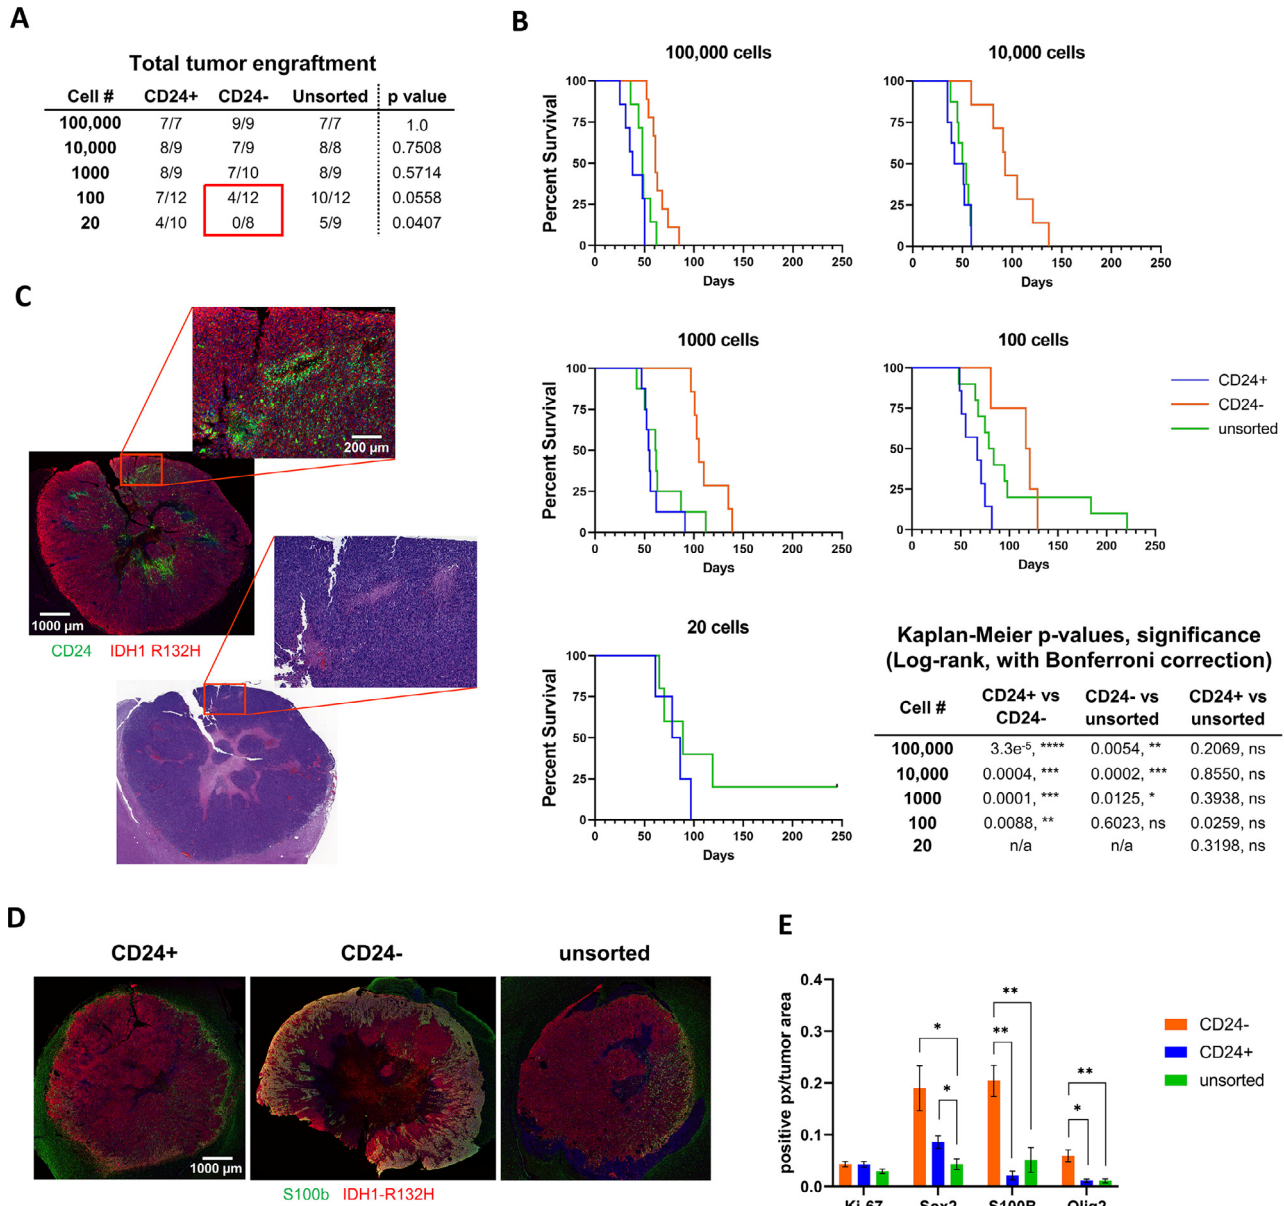 A
Total tumor engraftment
Cell # CD24+ CD24- Unsorted p value
100,000 7/7 9/9 7/7 1.0
10,000 8/9 7/9 8/8 0.7508
1000 8/9 7/10 8/9 0.5714
100 7/12 4/12 10/12 0.0558
20 4/10 0/8 5/9 0.0407
B
100,000 cells
Percent Survival
100
75
50
25
0
0 50 100 150 200 250
Days
10,000 cells
100
75
50
25
0
0 50 100 150 200 250
Days
1000 cells
Percent Survival
100
75
50
25
0
0 50 100 150 200 250
Days
100 cells
100
75
50
25
0
0 50 100 150 200 250
Days
CD24+
CD24-
unsorted
20 cells
Percent Survival
100
75
50
25
0
0 50 100 150 200 250
Days
Kaplan-Meier p-values, significance
(Log-rank, with Bonferroni correction)
Cell # CD24+ vs CD24- CD24- vs unsorted CD24+ vs unsorted
100,000 3.3e-5, **** 0.0054, ** 0.2069, ns
10,000 0.0004, *** 0.0002, *** 0.8550, ns
1000 0.0001, *** 0.0125, * 0.3938, ns
100 0.0088, ** 0.6023, ns 0.0259, ns
20 n/a n/a 0.3198, ns
C
200 µm
1000 µm
CD24 IDH1 R132H
D
CD24+ CD24- unsorted
1000 µm
S100b IDH1-R132H
E
positive px/tumor area
0.4
0.3
0.2
0.1
0.0
* * ** ** * **
Ki-67 Sox2 S100B Olig2
CD24-
CD24+
unsorted